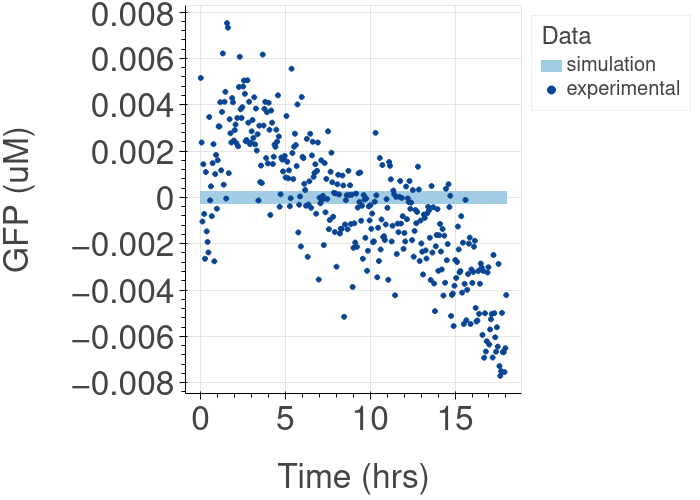 0.008
0.006
0.004
0.002
0
−0.002
−0.004
−0.006
−0.008
GFP (uM)
0 5 10 15
Time (hrs)
Data
simulation
experimental